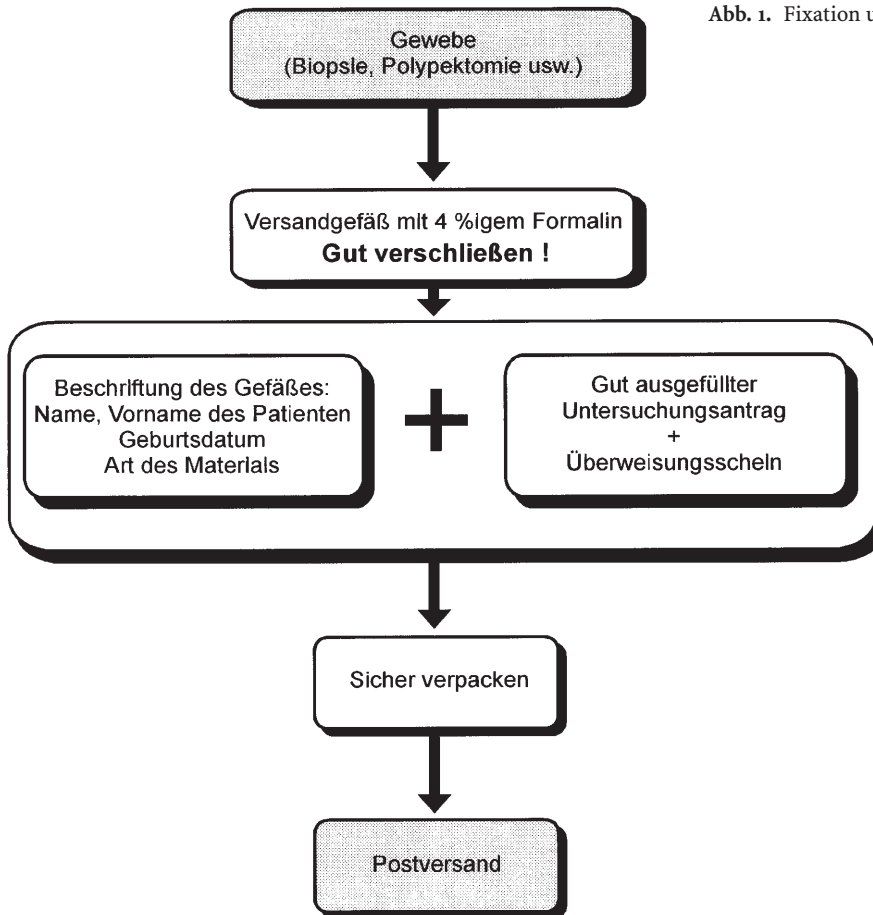 Abb. 1. Fixation u
Gewebe
(Biopsie, Polypektomie usw.)
Versandgefäß mit 4 %igem Formalin
Gut verschließen !
Beschriftung des Gefäßes:
Name, Vorname des Patienten
Geburtsdatum
Art des Materials
+
Gut ausgefüllter
Untersuchungsantrag
+
Überweisungsschein
Sicher verpacken
Postversand